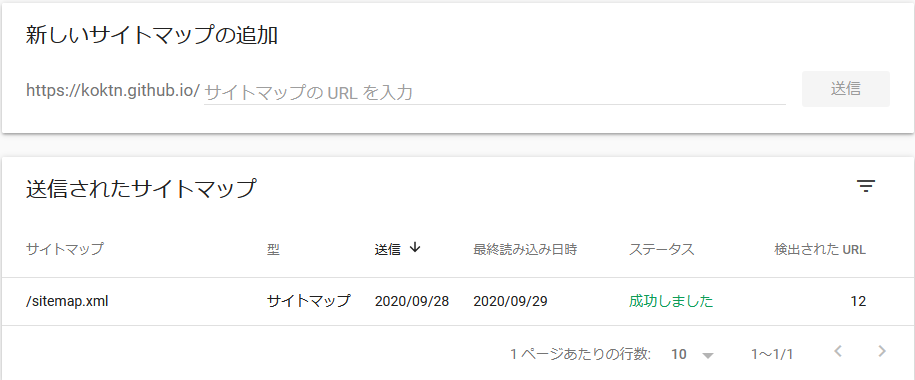 新しいサイトマップの追加
https://koktn.github.io/ サイトマップの URL を入力 送信
送信されたサイトマップ
サイトマップ 型 送信 最終読み込み日時 ステータス 検出された URL
/sitemap.xml サイトマップ 2020/09/28 2020/09/29 成功しました 12
1 ページあたりの行数: 10 1～1/1